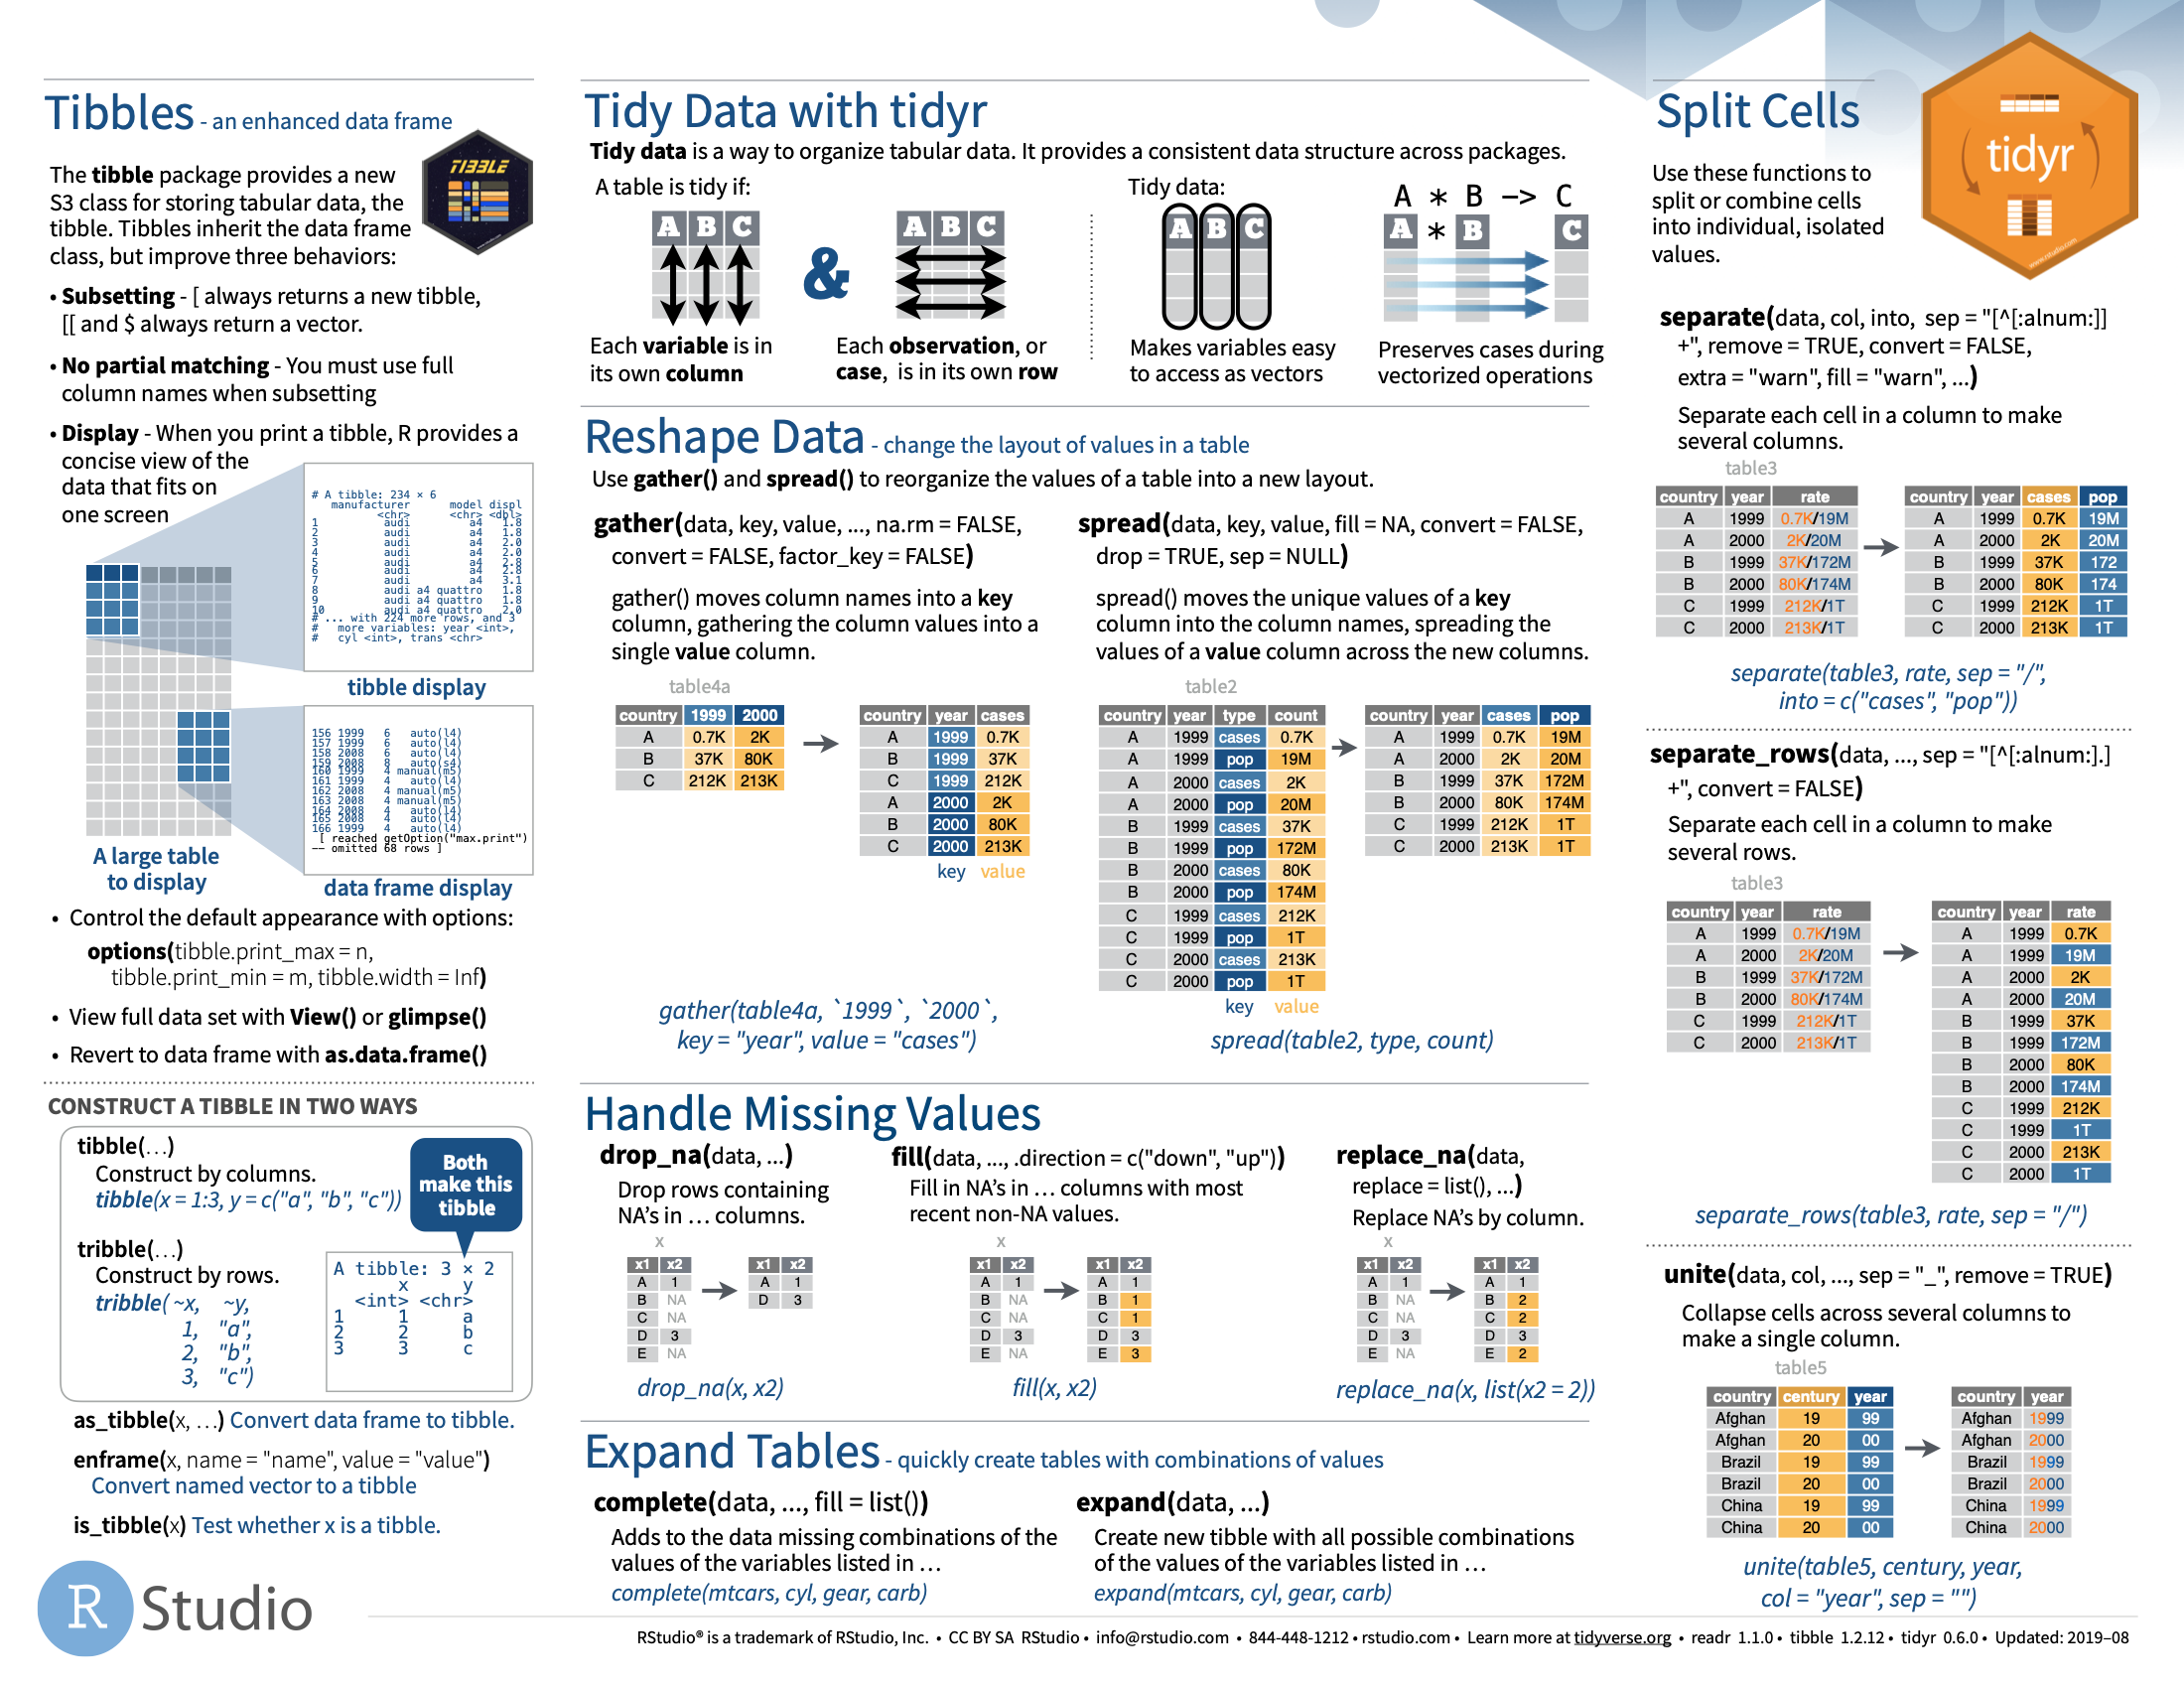 Tibbles - an enhanced data frame
TIBBLE
The tibble package provides a new
S3 class for storing tabular data, the
tibble. Tibbles inherit the data frame
class, but improve three behaviors:
• Subsetting - [ always returns a new tibble,
[[ and $ always return a vector.
• No partial matching - You must use full
column names when subsetting
• Display - When you print a tibble, R provides a
concise view of the
data that fits on
one screen
# A tibble: 234 × 6
manufacturer model displ
<chr> <chr> <dbl>
1 audi a4 1.8
2 audi a4 1.8
3 audi a4 2.0
4 audi a4 2.0
5 audi a4 2.8
6 audi a4 2.8
7 audi a4 3.1
8 audi a4 quattro 1.8
9 audi a4 quattro 1.8
10 audi a4 quattro 2.0
# ... with 224 more rows, and 3
# more variables: year <int>,
# cyl <int>, trans <chr>
tibble display
156 1999 6 auto(l4)
157 1999 6 auto(l4)
158 2008 6 auto(l4)
159 2008 8 auto(s4)
160 1999 4 manual(m5)
161 1999 4 auto(l4)
162 2008 4 manual(m5)
163 2008 4 manual(m5)
164 2008 4 auto(l4)
165 2008 4 auto(l4)
166 1999 4 auto(l4)
[ reached getOption("max.print")
-- omitted 68 rows ]
A large table
to display
data frame display
• Control the default appearance with options:
options(tibble.print_max = n,
tibble.print_min = m, tibble.width = Inf)
• View full data set with View() or glimpse()
• Revert to data frame with as.data.frame()
CONSTRUCT A TIBBLE IN TWO WAYS
tibble(…)
Construct by columns.
tibble(x = 1:3, y = c("a", "b", "c"))
Both
make this
tibble
tribble(…)
Construct by rows.
tribble( ~x, ~y,
1, "a",
2, "b",
3, "c")
A tibble: 3 × 2
x y
<int> <chr>
1 1 a
2 2 b
3 3 c
as_tibble(x, …) Convert data frame to tibble.
enframe(x, name = "name", value = "value")
Convert named vector to a tibble
is_tibble(x) Test whether x is a tibble.
R Studio
Tidy Data with tidyr
Tidy data is a way to organize tabular data. It provides a consistent data structure across packages.
A table is tidy if:
A B C
&
A B C
Each variable is in
its own column
Each observation, or
case, is in its own row
Tidy data:
A B C
Makes variables easy
to access as vectors
A * B -> C
A * B C
Preserves cases during
vectorized operations
Reshape Data - change the layout of values in a table
Use gather() and spread() to reorganize the values of a table into a new layout.
gather(data, key, value, ..., na.rm = FALSE,
convert = FALSE, factor_key = FALSE)
gather() moves column names into a key
column, gathering the column values into a
single value column.
table4a
country 1999 2000
A 0.7K 2K
B 37K 80K
C 212K 213K
country year cases
A 1999 0.7K
B 1999 37K
C 1999 212K
A 2000 2K
B 2000 80K
C 2000 213K
key value
gather(table4a, `1999`, `2000`,
key = "year", value = "cases")
spread(data, key, value, fill = NA, convert = FALSE,
drop = TRUE, sep = NULL)
spread() moves the unique values of a key
column into the column names, spreading the
values of a value column across the new columns.
table2
country year type count
A 1999 cases 0.7K
A 1999 pop 19M
A 2000 cases 2K
A 2000 pop 20M
B 1999 cases 37K
B 1999 pop 172M
B 2000 cases 80K
B 2000 pop 174M
C 1999 cases 212K
C 1999 pop 1T
C 2000 cases 213K
C 2000 pop 1T
key value
country year cases pop
A 1999 0.7K 19M
A 2000 2K 20M
B 1999 37K 172M
B 2000 80K 174M
C 1999 212K 1T
C 2000 213K 1T
spread(table2, type, count)
Handle Missing Values
drop_na(data, ...)
Drop rows containing
NA’s in … columns.
x
x1 x2
A 1
B NA
C NA
D 3
E NA
x1 x2
A 1
D 3
drop_na(x, x2)
fill(data, ..., .direction = c("down", "up"))
Fill in NA’s in … columns with most
recent non-NA values.
x
x1 x2
A 1
B NA
C NA
D 3
E NA
x1 x2
A 1
B 1
C 1
D 3
E 3
fill(x, x2)
replace_na(data,
replace = list(), ...)
Replace NA’s by column.
x
x1 x2
A 1
B NA
C NA
D 3
E NA
x1 x2
A 1
B 2
C 2
D 3
E 2
replace_na(x, list(x2 = 2))
Expand Tables - quickly create tables with combinations of values
complete(data, ..., fill = list())
Adds to the data missing combinations of the
values of the variables listed in …
complete(mtcars, cyl, gear, carb)
expand(data, ...)
Create new tibble with all possible combinations
of the values of the variables listed in …
expand(mtcars, cyl, gear, carb)
Split Cells
tidyr
www.rstudio.com
Use these functions to
split or combine cells
into individual, isolated
values.
separate(data, col, into, sep = "[^[:alnum:]]
+", remove = TRUE, convert = FALSE,
extra = "warn", fill = "warn", ...)
Separate each cell in a column to make
several columns.
table3
country year rate
A 1999 0.7K/19M
A 2000 2K/20M
B 1999 37K/172M
B 2000 80K/174M
C 1999 212K/1T
C 2000 213K/1T
country year cases pop
A 1999 0.7K 19M
A 2000 2K 20M
B 1999 37K 172
B 2000 80K 174
C 1999 212K 1T
C 2000 213K 1T
separate(table3, rate, sep = "/",
into = c("cases", "pop"))
separate_rows(data, ..., sep = "[^[:alnum:].]
+", convert = FALSE)
Separate each cell in a column to make
several rows.
table3
country year rate
A 1999 0.7K/19M
A 2000 2K/20M
B 1999 37K/172M
B 2000 80K/174M
C 1999 212K/1T
C 2000 213K/1T
country year rate
A 1999 0.7K
A 1999 19M
A 2000 2K
A 2000 20M
B 1999 37K
B 1999 172M
B 2000 80K
B 2000 174M
C 1999 212K
C 1999 1T
C 2000 213K
C 2000 1T
separate_rows(table3, rate, sep = "/")
unite(data, col, ..., sep = "_", remove = TRUE)
Collapse cells across several columns to
make a single column.
table5
country century year
Afghan 19 99
Afghan 20 00
Brazil 19 99
Brazil 20 00
China 19 99
China 20 00
country year
Afghan 1999
Afghan 2000
Brazil 1999
Brazil 2000
China 1999
China 2000
unite(table5, century, year,
col = "year", sep = "")
RStudio® is a trademark of RStudio, Inc. • CC BY SA RStudio • info@rstudio.com • 844-448-1212 • rstudio.com • Learn more at tidyverse.org • readr 1.1.0 • tibble 1.2.12 • tidyr 0.6.0 • Updated: 2019–08